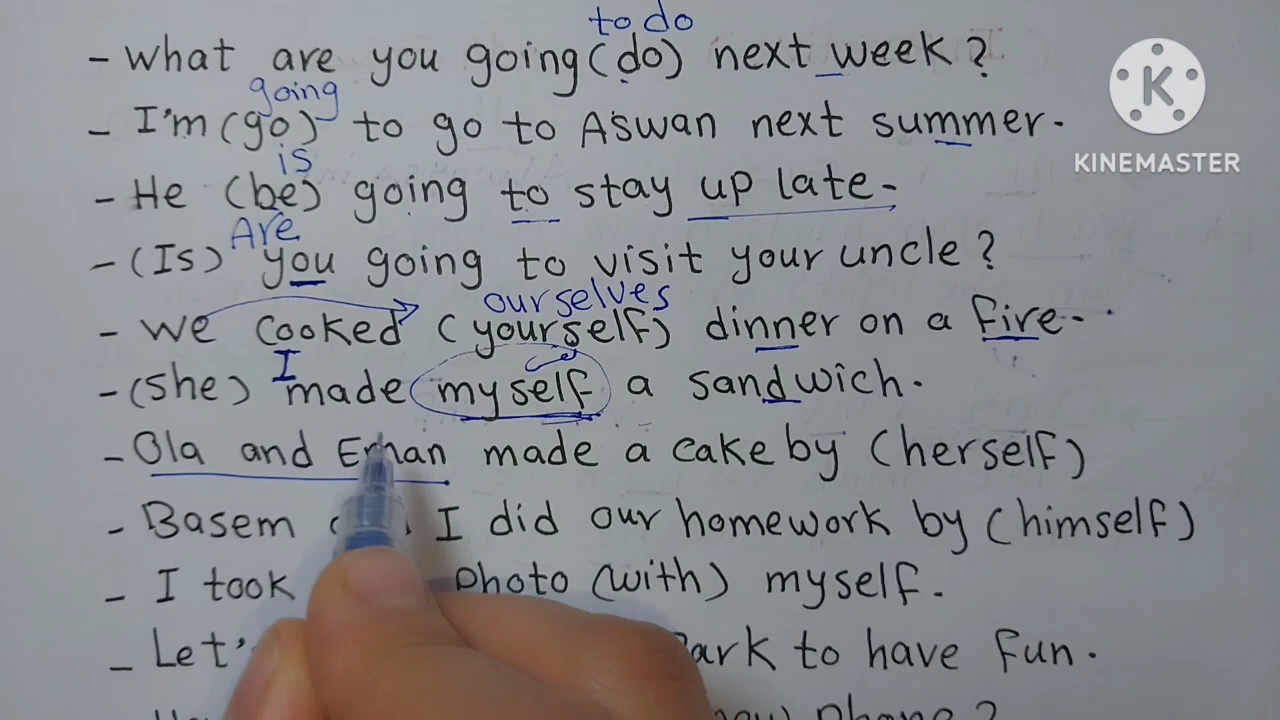 to do
- What are you going (do) next week?
going
- I'm (go) to go to Aswan next summer.
is
- He (be) going to stay up late.
Are
- (Is) you going to visit your uncle?
ourselves
- We cooked (yourself) dinner on a fire.
I
- (She) made myself a sandwich.
- Ola and Eman made a cake by (herself)
- Basem I did our homework by (himself)
- I took photo (with) myself.
- Let's to have fun.
phone?
K
KINEMASTER